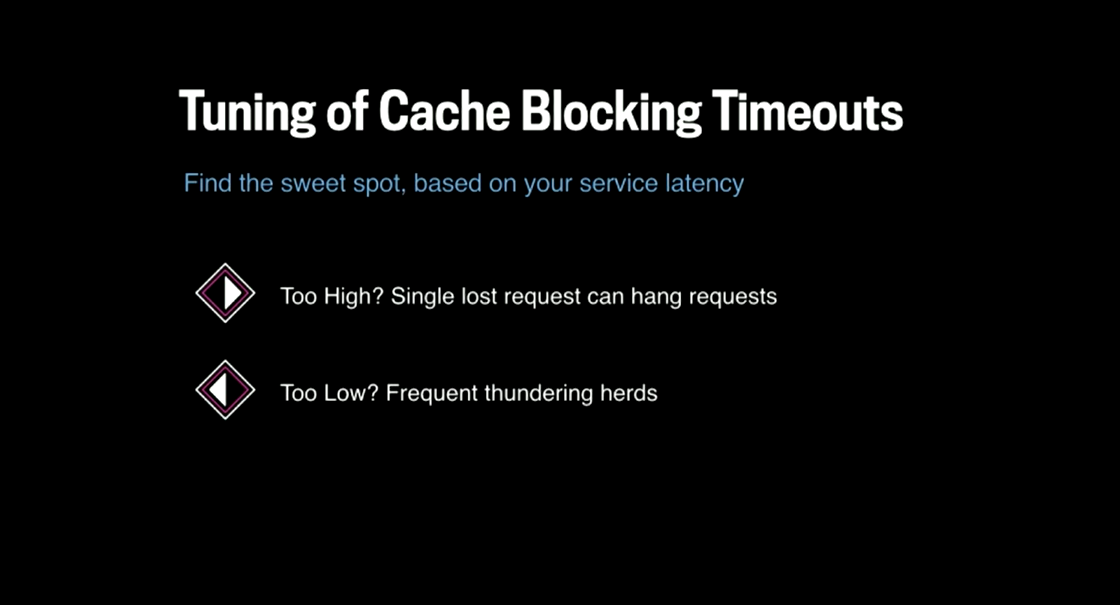 Tuning of Cache Blocking Timeouts
Find the sweet spot, based on your service latency
Too High? Single lost request can hang requests
Too Low? Frequent thundering herds